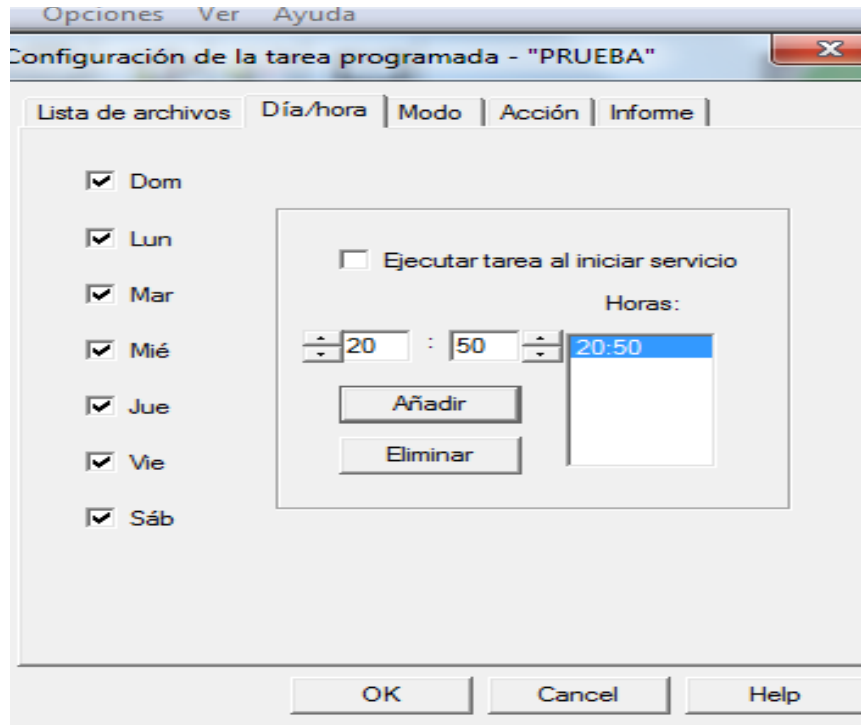 Opciones Ver Ayuda
Configuración de la tarea programada - "PRUEBA"
Lista de archivos Día/hora Modo Acción Informe
Dom
Lun
Mar
Mié
Jue
Vie
Sáb
Ejecutar tarea al iniciar servicio
Horas:
20 : 50
20:50
Añadir
Eliminar
OK Cancel Help